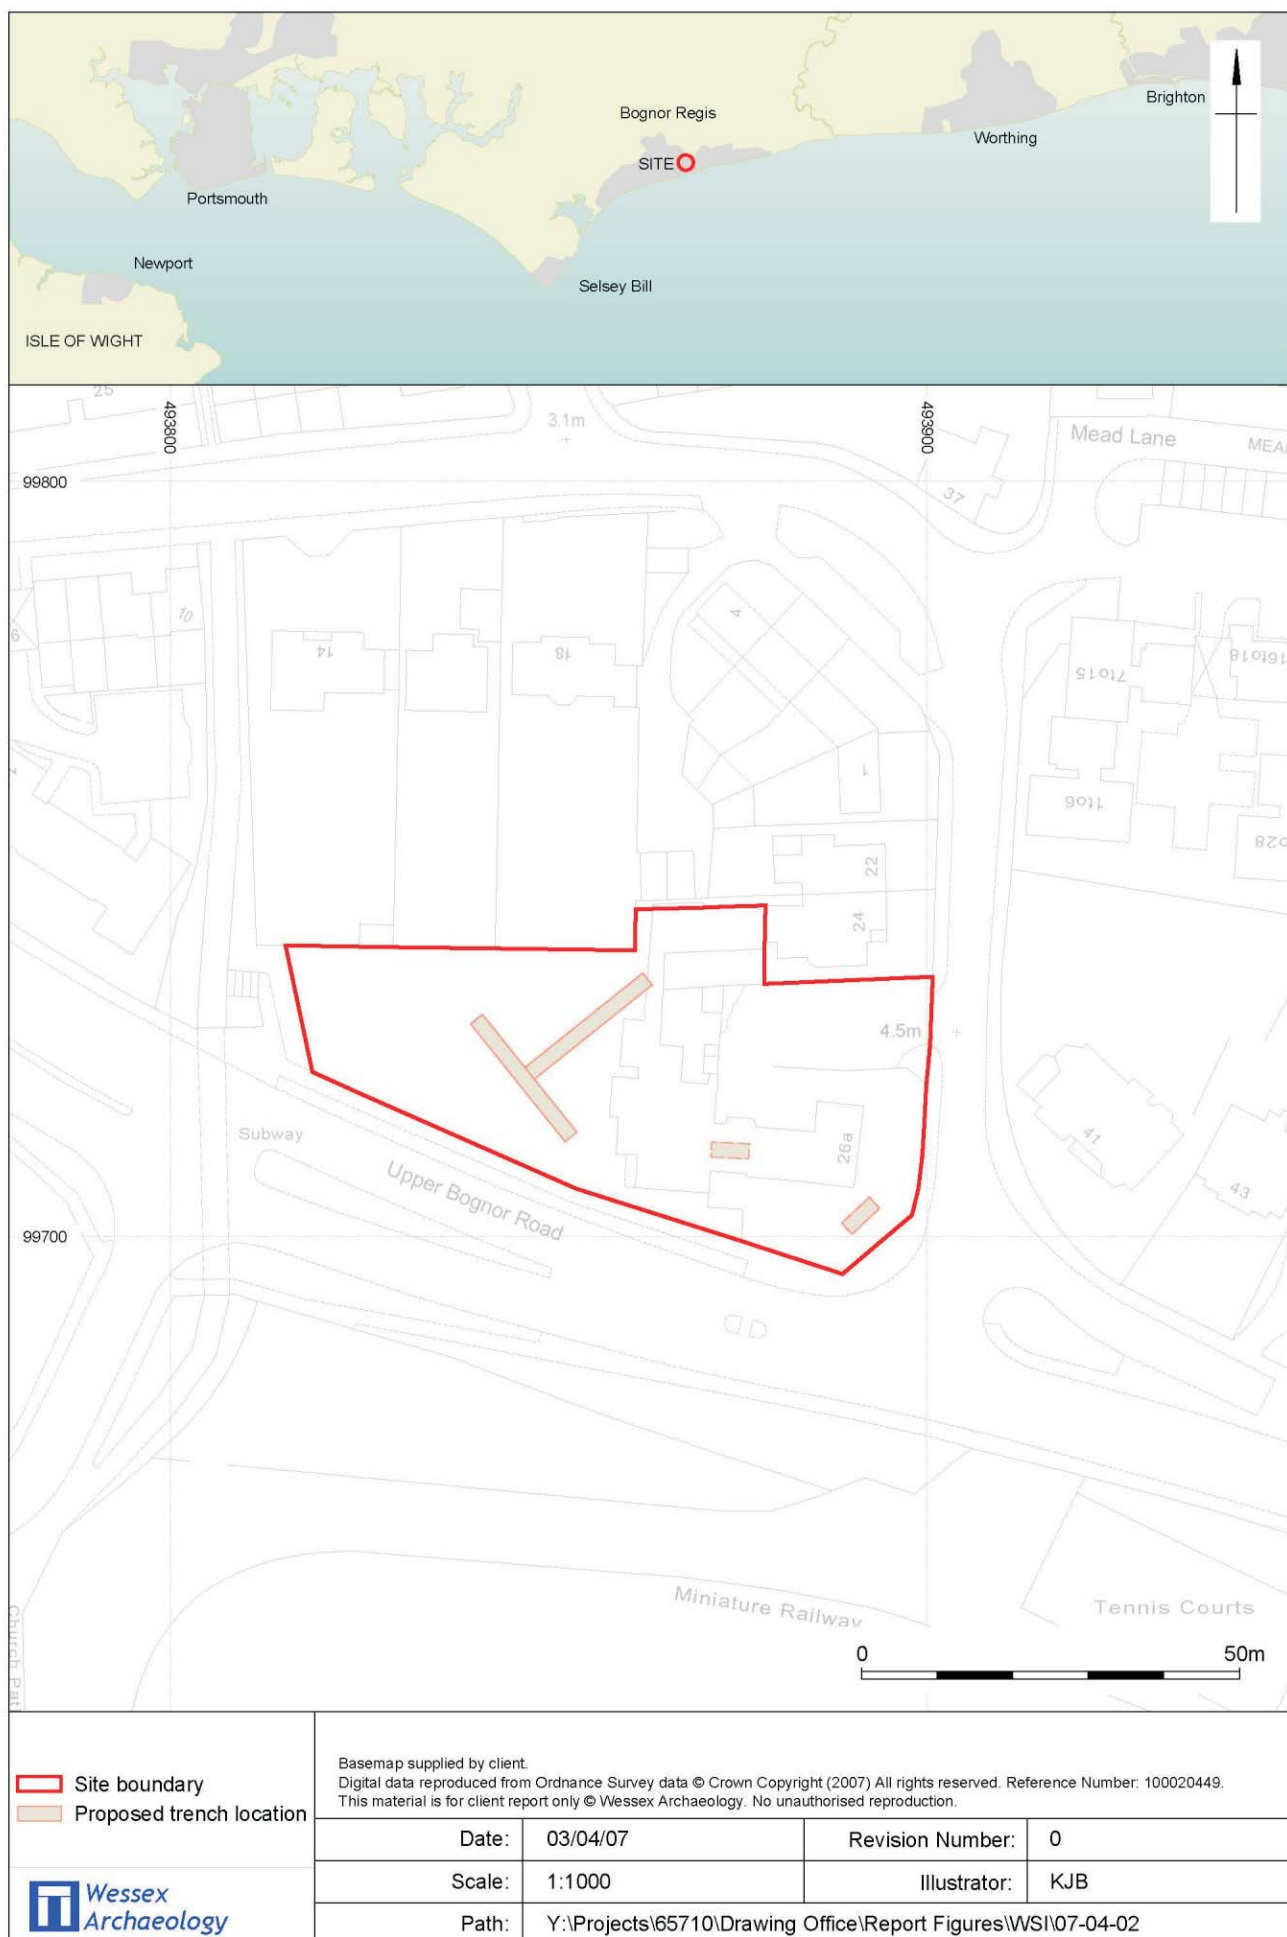 Bognor Regis
Brighton
Worthing
SITE
Portsmouth
Newport
Selsey Bill
ISLE OF WIGHT
25
493800
3.1m
493900
Mead Lane
99800
37
10
14
18
4
7to15
16to18
1
1to6
22
24
4.5m
Subway
26a
41
43
Upper Bognor Road
99700
Miniature Railway
Tennis Courts
0 50m
Site boundary
Proposed trench location
Basemap supplied by client.
Digital data reproduced from Ordnance Survey data © Crown Copyright (2007) All rights reserved. Reference Number: 100020449.
This material is for client report only © Wessex Archaeology. No unauthorised reproduction.
Date: 03/04/07 Revision Number: 0
Scale: 1:1000 Illustrator: KJB
Path: Y:\Projects\65710\Drawing Office\Report Figures\WSI\07-04-02
Wessex
Archaeology